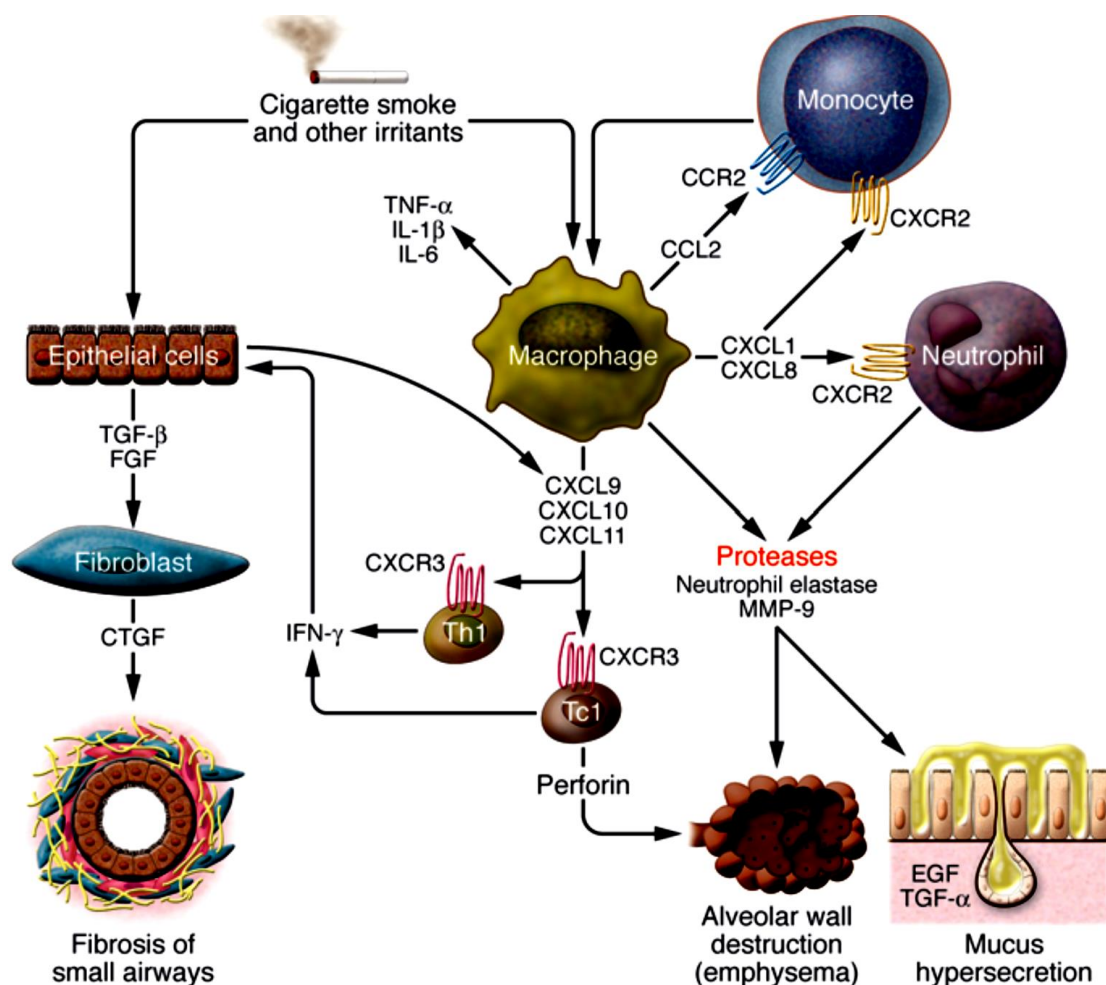 Cigarette smoke
and other irritants
Monocyte
CCR2
CXCR2
TNF-α
IL-1β
IL-6
CCL2
Epithelial cells
Macrophage
CXCL1
CXCL8
CXCR2
Neutrophil
TGF-β
FGF
CXCL9
CXCL10
CXCL11
Fibroblast
CXCR3
Proteases
Neutrophil elastase
MMP-9
CTGF
IFN-γ
Th1
CXCR3
Tc1
Perforin
EGF
TGF-α
Fibrosis of
small airways
Alveolar wall
destruction
(emphysema)
Mucus
hypersecretion